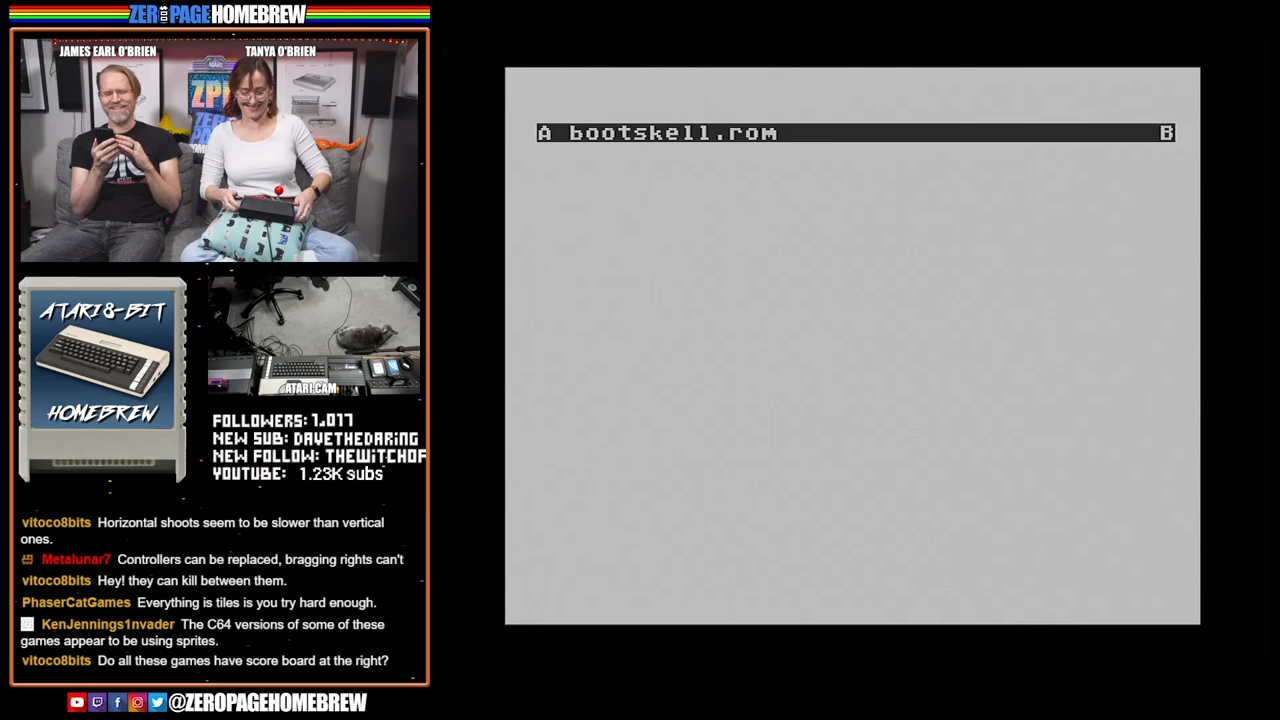 ZERO PAGE HOMEBREW
JAMES EARL O'BRIEN
TANYA O'BRIEN
ATARI 8-BIT
HOMEBREW
ATARI CAM
FOLLOWERS: 1,017
NEW SUB: DAVETHEDARING
NEW FOLLOW: THEWITCHOF
YOUTUBE: 1.23K subs
vitoco8bits Horizontal shoots seem to be slower than vertical
ones.
Metalunar7 Controllers can be replaced, bragging rights can't
vitoco8bits Hey! they can kill between them.
PhaserCatGames Everything is tiles is you try hard enough.
KenJennings1nvader The C64 versions of some of these
games appear to be using sprites.
vitoco8bits Do all these games have score board at the right?
@ZEROPAGEHOMEBREW
A bootskell.rom B